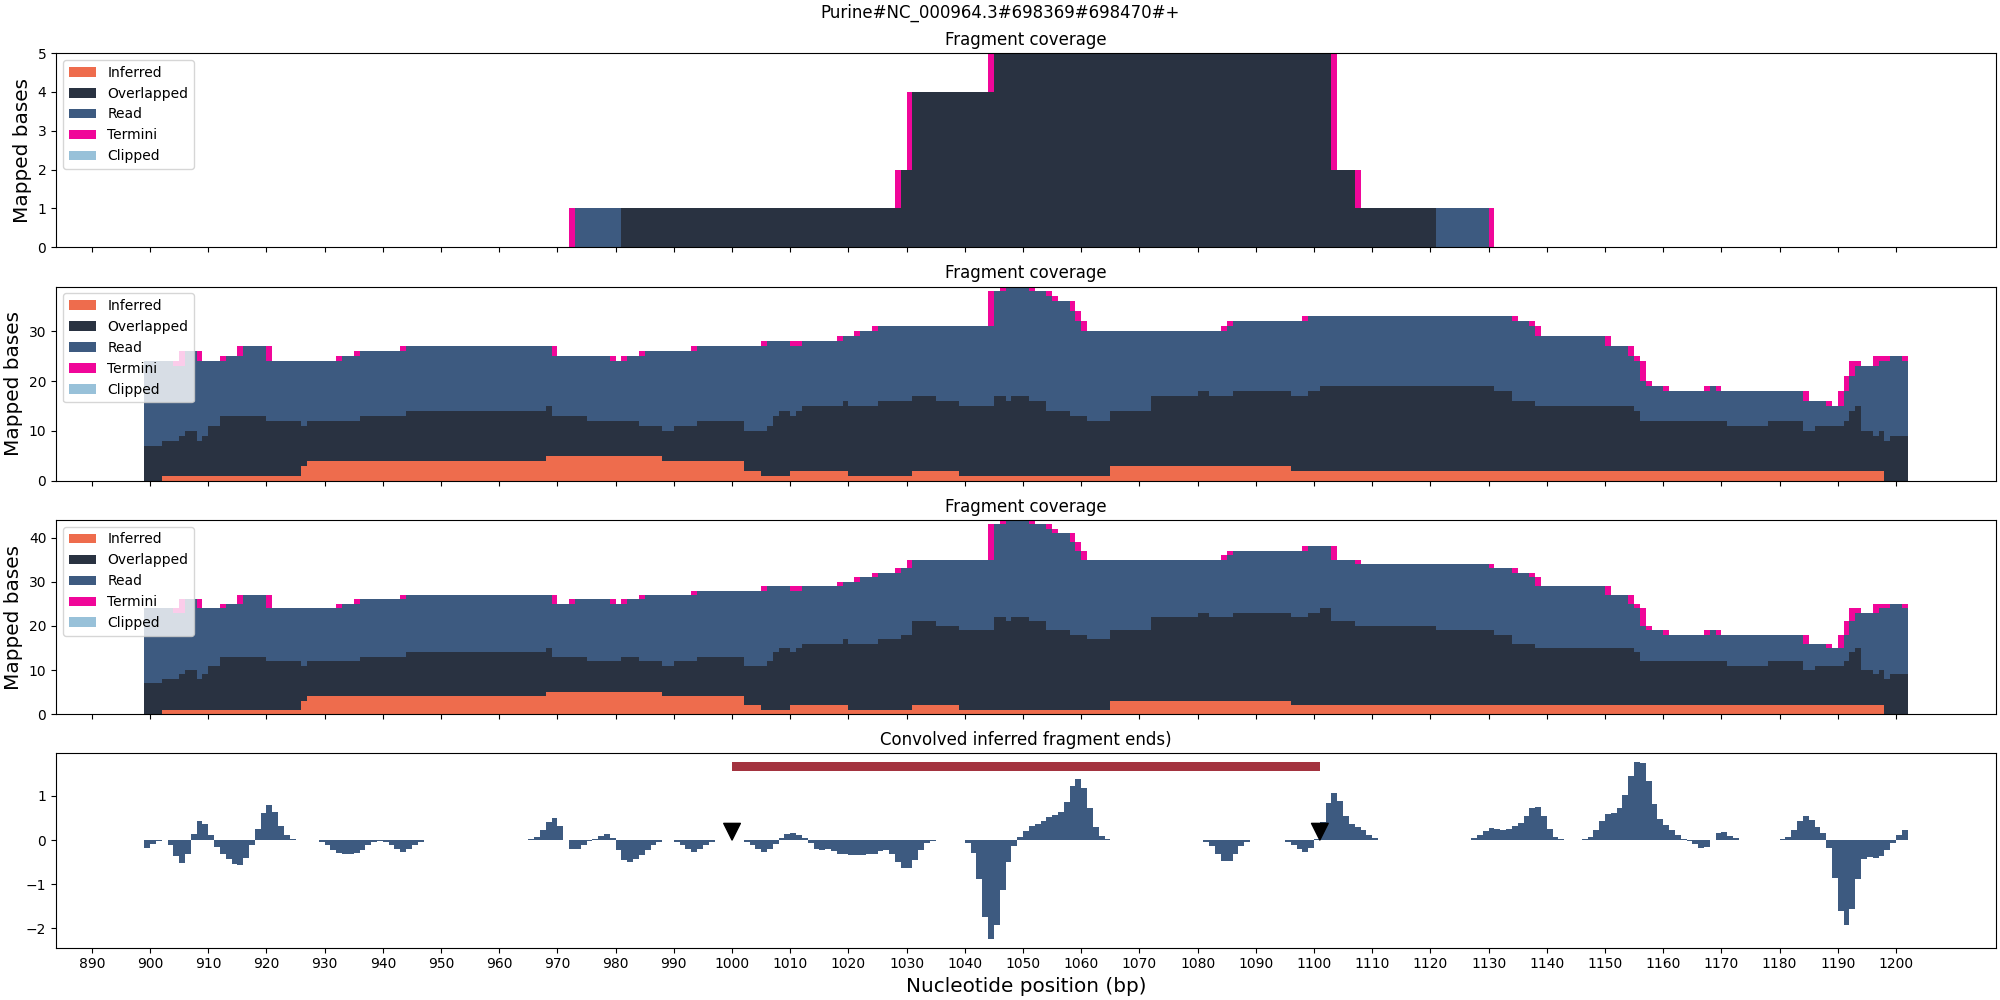 Purine#NC_000964.3#698369#698470#+
Fragment coverage
Mapped bases
5
4
3
2
1
0
Inferred
Overlapped
Read
Termini
Clipped
Fragment coverage
Mapped bases
30
20
10
0
Inferred
Overlapped
Read
Termini
Clipped
Fragment coverage
Mapped bases
40
30
20
10
0
Inferred
Overlapped
Read
Termini
Clipped
Convolved inferred fragment ends)
1
0
−1
−2
890 900 910 920 930 940 950 960 970 980 990 1000 1010 1020 1030 1040 1050 1060 1070 1080 1090 1100 1110 1120 1130 1140 1150 1160 1170 1180 1190 1200
Nucleotide position (bp)